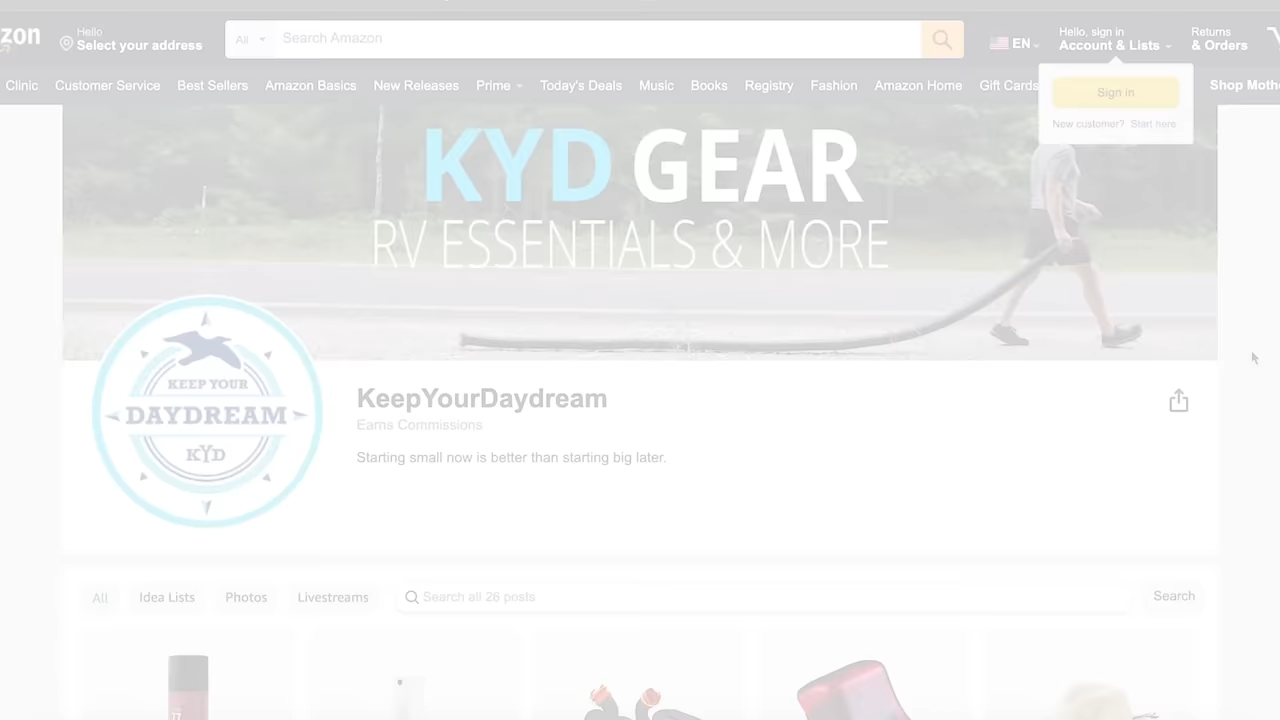 zon
Hello
Select your address
All
Search Amazon
EN
Hello, sign in
Account & Lists
Returns
& Orders
Clinic Customer Service Best Sellers Amazon Basics New Releases Prime Today's Deals Music Books Registry Fashion Amazon Home Gift Cards Shop Moth
Sign in
New customer? Start here
KYD GEAR
RV ESSENTIALS & MORE
KEEP YOUR
DAYDREAM
KYD
KeepYourDaydream
Earns Commissions
Starting small now is better than starting big later.
All Idea Lists Photos Livestreams Search all 26 posts Search